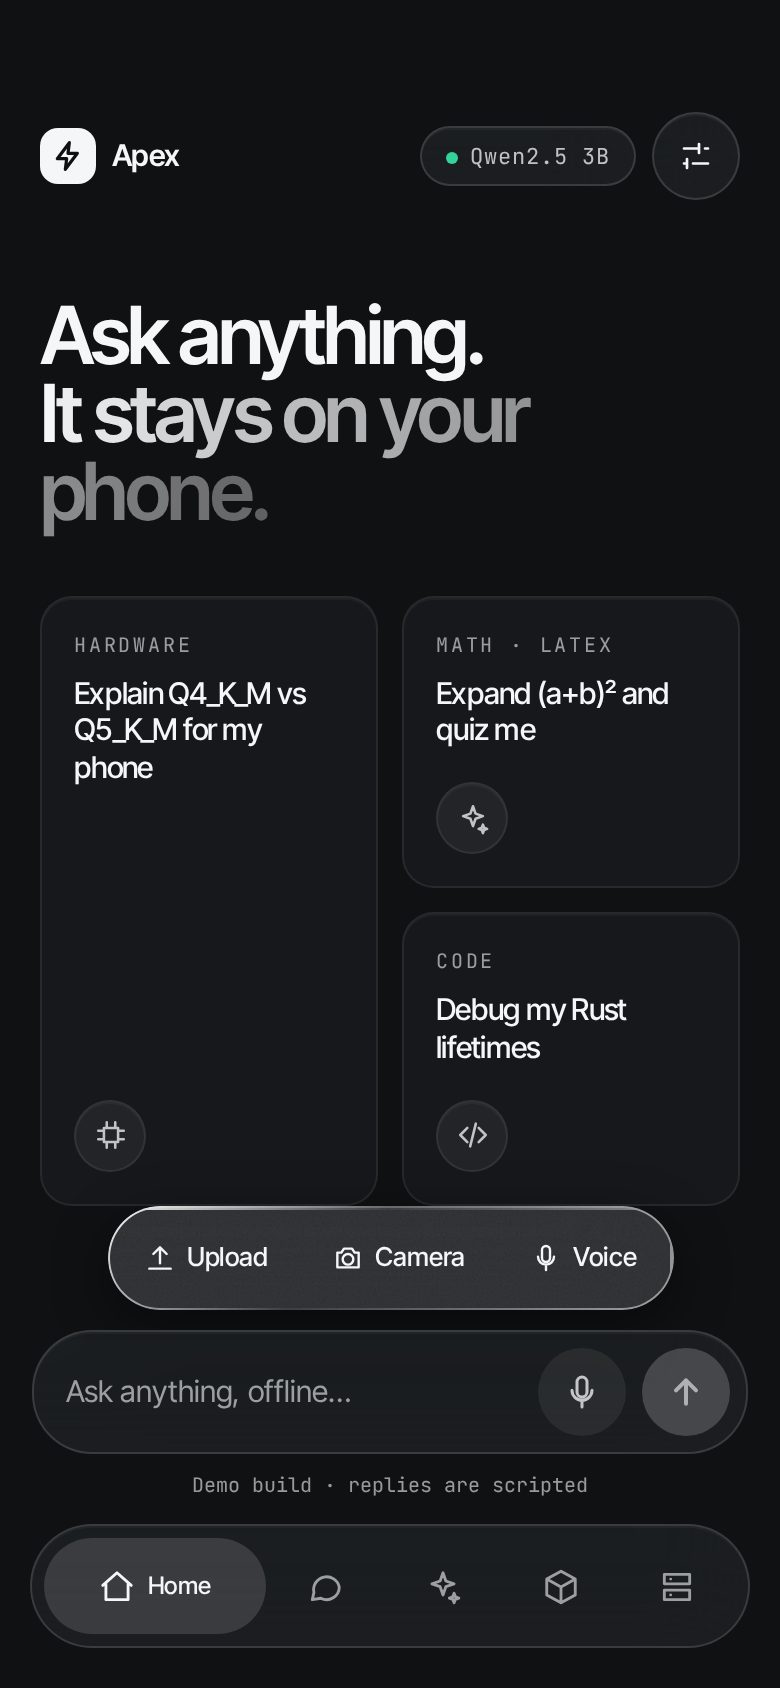 Apex
Qwen2.5 3B
Ask anything.
It stays on your
phone.
HARDWARE
Explain Q4_K_M vs
Q5_K_M for my
phone
MATH · LATEX
Expand (a+b)² and
quiz me
CODE
Debug my Rust
lifetimes
Upload
Camera
Voice
Ask anything, offline...
Demo build · replies are scripted
Home